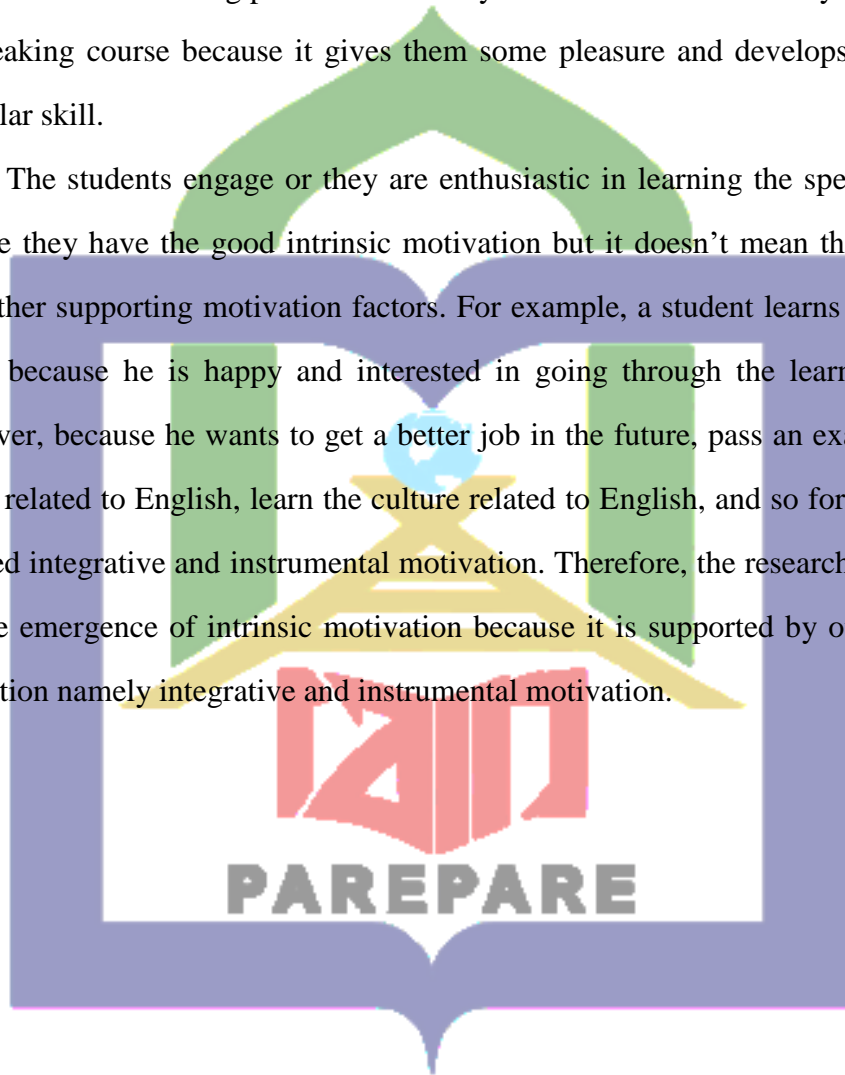 eaking course because it gives them some pleasure and develops
lar skill.
The students engage or they are enthusiastic in learning the spe
e they have the good intrinsic motivation but it doesn't mean th
ther supporting motivation factors. For example, a student learns
because he is happy and interested in going through the learn
ver, because he wants to get a better job in the future, pass an exa
related to English, learn the culture related to English, and so for
ed integrative and instrumental motivation. Therefore, the research
e emergence of intrinsic motivation because it is supported by o
tion namely integrative and instrumental motivation.
iain
PAREPARE